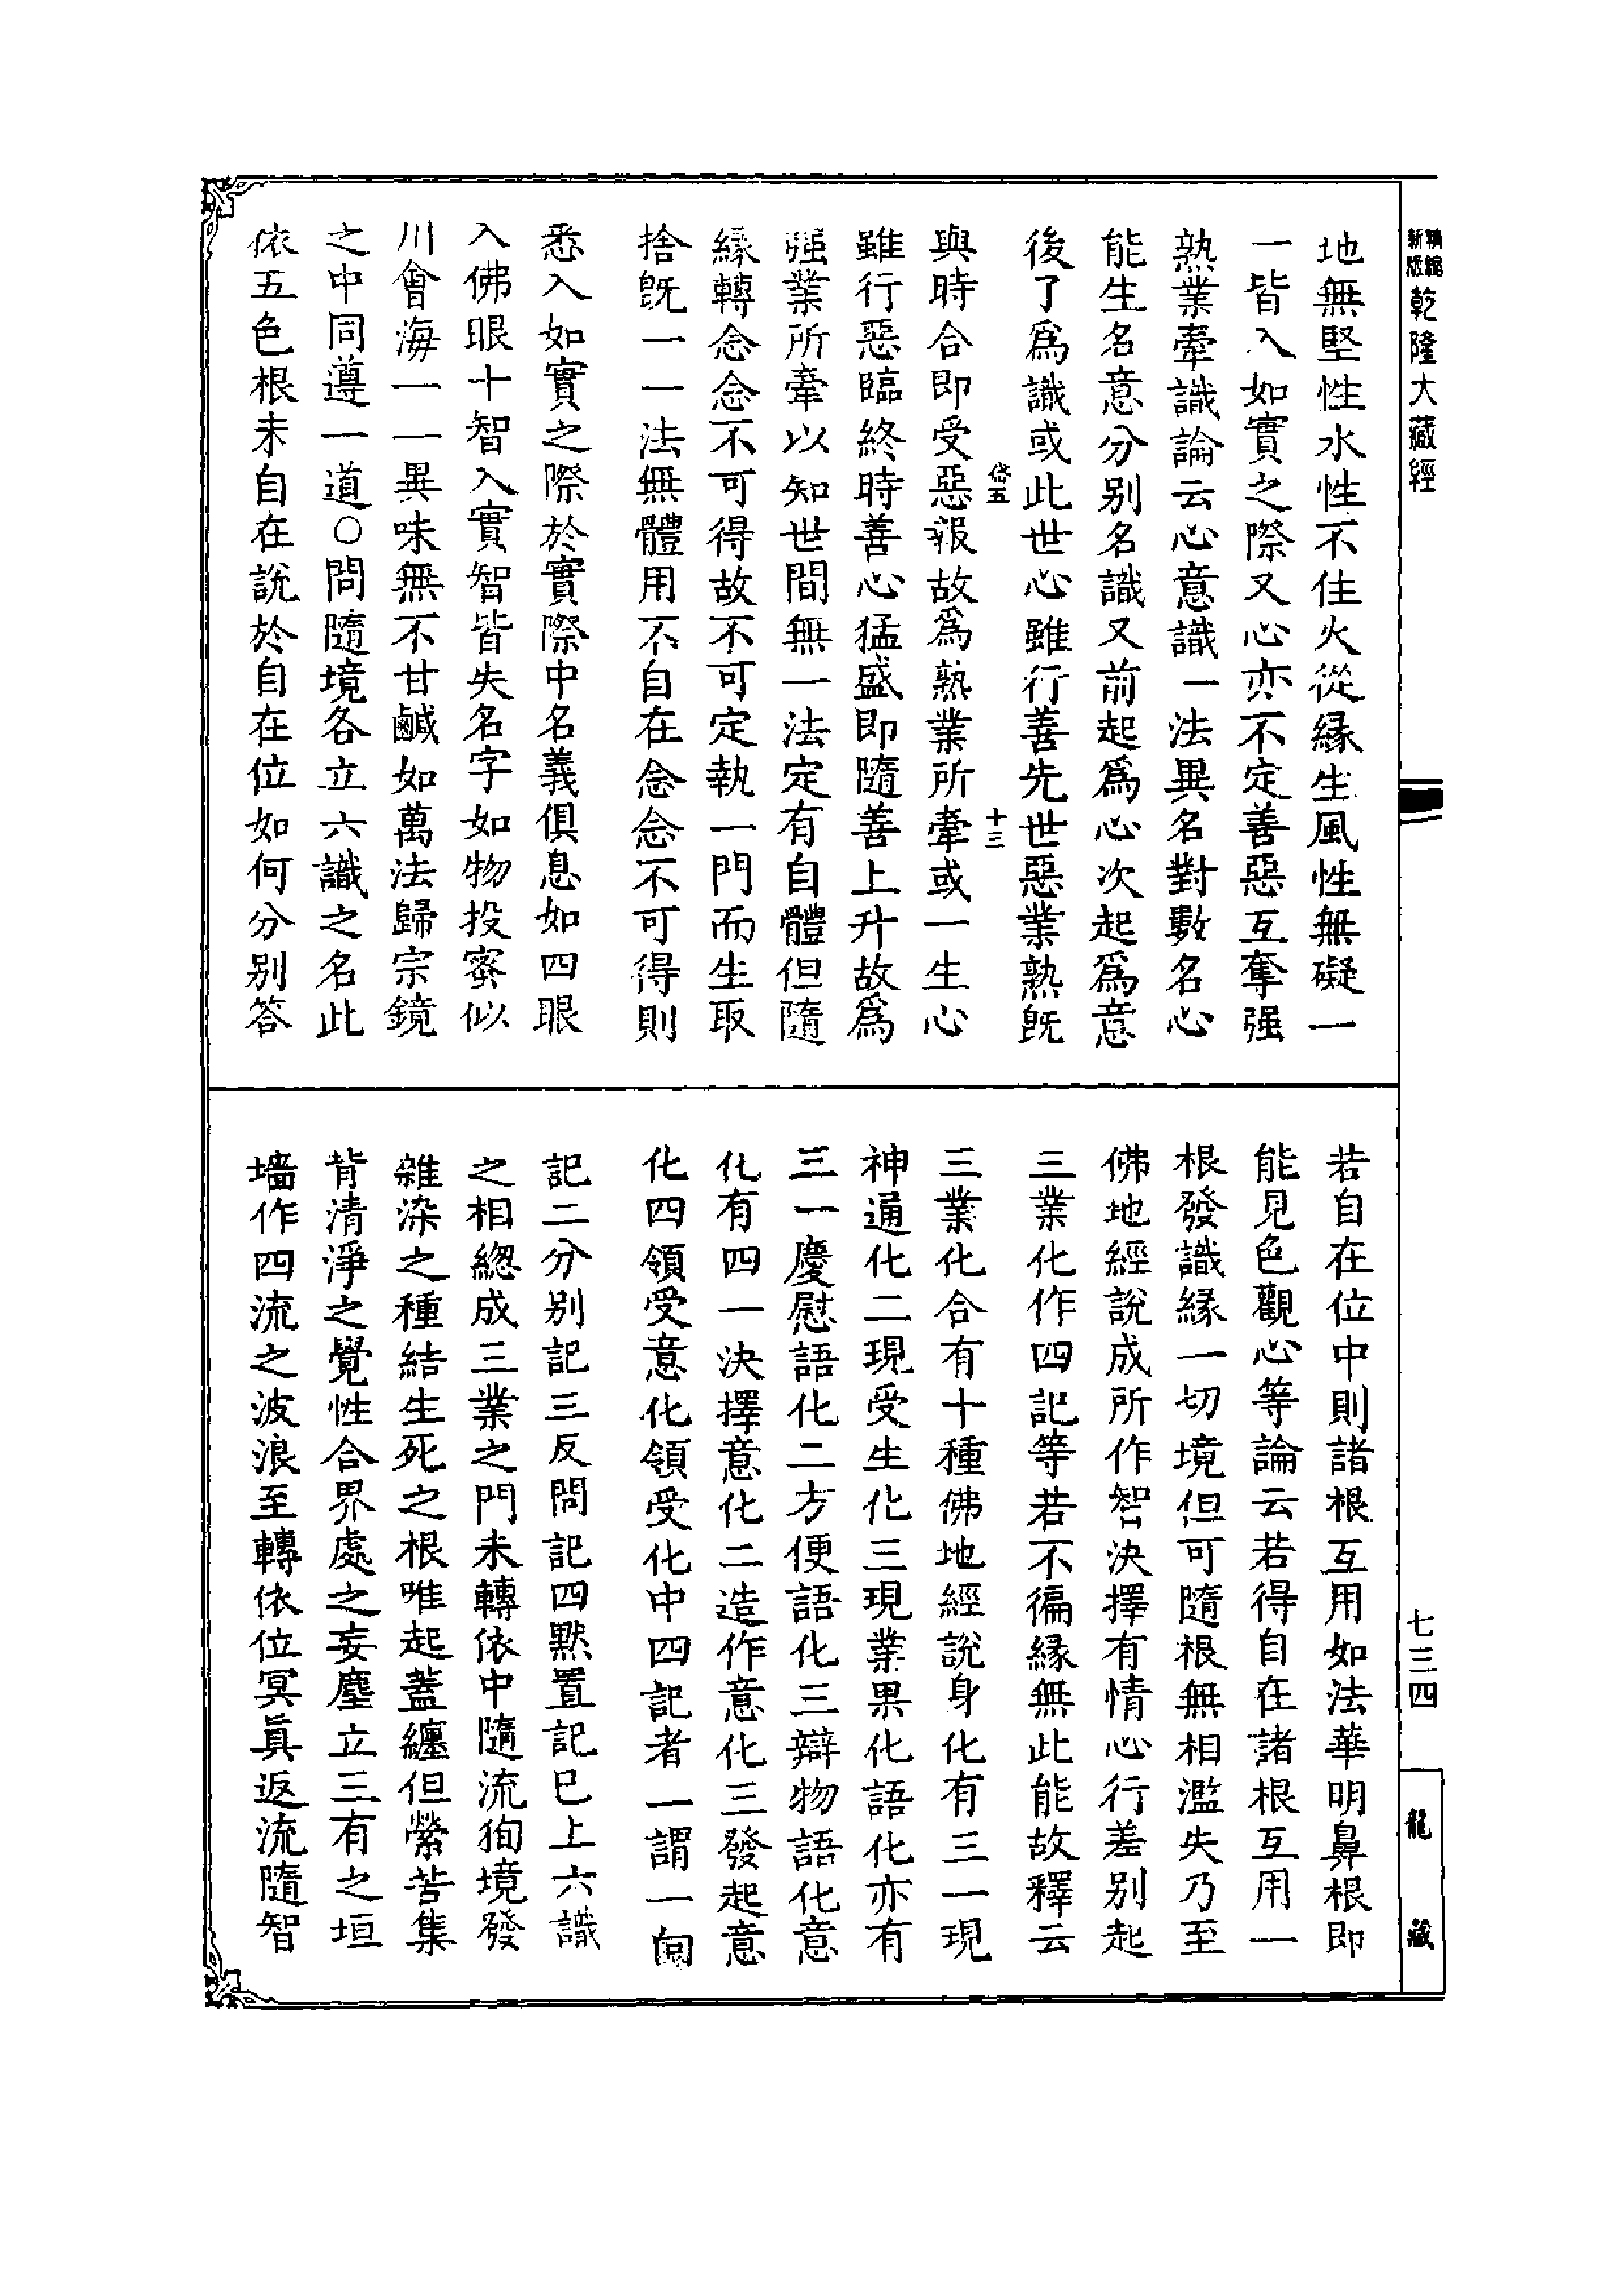 精縮新版乾隆大藏經
地無堅性水性不住火從緣生風性無礙一
一皆入如實之際又心亦不定善惡互奪强
熟業牽識論云心意識一法異名對數名心
能生名意分别名識又前起爲心次起爲意
後了爲識或此世心雖行善先世惡業熟旣
岱五
十三
與時合即受惡報故爲熟業所牽或一生心
雖行惡臨終時善心猛盛即隨善上升故爲
强業所牽以知世間無一法定有自體但隨
緣轉念念不可得故不可定執一門而生取
捨旣一一法無體用不自在念念不可得則
悉入如實之際於實際中名義俱息如四眼
入佛眼十智入實智皆失名字如物投蜜似
川會海一一異味無不甘鹹如萬法歸宗鏡
之中同遵一道○問隨境各立六識之名此
依五色根未自在說於自在位如何分别答
若自在位中則諸根互用如法華明鼻根即
能見色觀心等論云若得自在諸根互用一
根發識緣一切境但可隨根無相濫失乃至
佛地經說成所作智決擇有情心行差别起
三業化作四記等若不徧緣無此能故釋云
三業化合有十種佛地經說身化有三一現
神通化二現受生化三現業果化語化亦有
三一慶慰語化二方便語化三辯物語化意
化有四一決擇意化二造作意化三發起意
化四領受意化領受化中四記者一謂一向
記二分别記三反問記四默置記已上六識
之相總成三業之門未轉依中隨流徇境發
雜染之種結生死之根唯起蓋纏但縈苦集
背清淨之覺性合界處之妄塵立三有之垣
墻作四流之波浪至轉依位冥眞返流隨智
七三四
龍藏